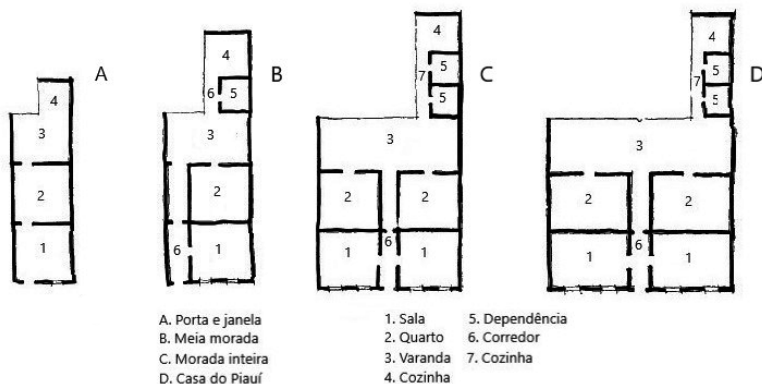 A
4
3
2
1
B
4
6 5
3
2
6 1
C
4
5
7
5
3
2 2
6
1 1
D
4
5
7
5
3
2 2
6
1 1
A. Porta e janela
B. Meia morada
C. Morada inteira
D. Casa do Piauí
1. Sala
2. Quarto
3. Varanda
4. Cozinha
5. Dependência
6. Corredor
7. Cozinha